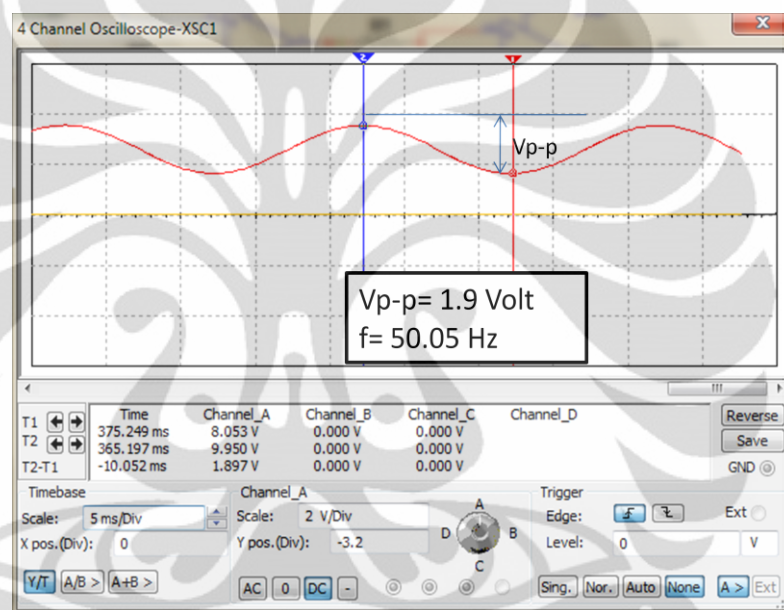 4 Channel Oscilloscope-XSC1
2
1
Vp-p
Vp-p= 1.9 Volt
f= 50.05 Hz
Time Channel_A Channel_B Channel_C Channel_D
T1 375.249 ms 8.053 V 0.000 V 0.000 V
T2 365.197 ms 9.950 V 0.000 V 0.000 V
T2-T1 -10.052 ms 1.897 V 0.000 V 0.000 V
Reverse
Save
GND
Timebase
Scale: 5 ms/Div
X pos.(Div): 0
Y/T A/B > A+B >
Channel_A
Scale: 2 V/Div
Y pos.(Div): -3.2
AC 0 DC -
A
D B
C
Trigger
Edge: Ext
Level: 0 V
Sing. Nor. Auto None A > Ext